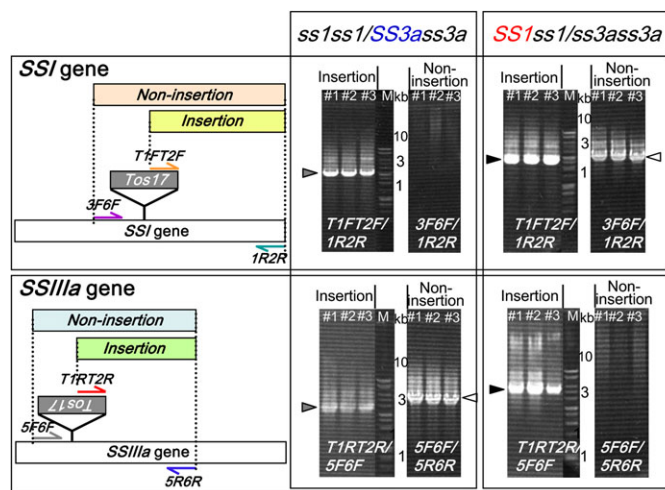 ss1ss1/SS3ass3a
SS1ss1/ss3ass3a
SSI gene
Non-insertion
Insertion
T1FT2F
Tos17
3F6F
SSI gene
1R2R
Insertion
Non-insertion
#1 #2 #3 M kb #1#2 #3
10
3
1
T1FT2F/
1R2R
3F6F/
1R2R
Insertion
Non-insertion
#1 #2 #3 M kb #1 #2 #3
10
3
1
T1FT2F/
1R2R
3F6F/
1R2R
SSIIIa gene
Non-insertion
Insertion
T1RT2R
Tos17
5F6F
SSIIIa gene
5R6R
Insertion
Non-insertion
#1 #2 #3 M kb #1 #2 #3
10
3
1
T1RT2R/
5F6F
5F6F/
5R6R
Insertion
Non-insertion
#1 #2 #3 M kb #1 #2 #3
10
3
1
T1RT2R/
5F6F
5F6F/
5R6R